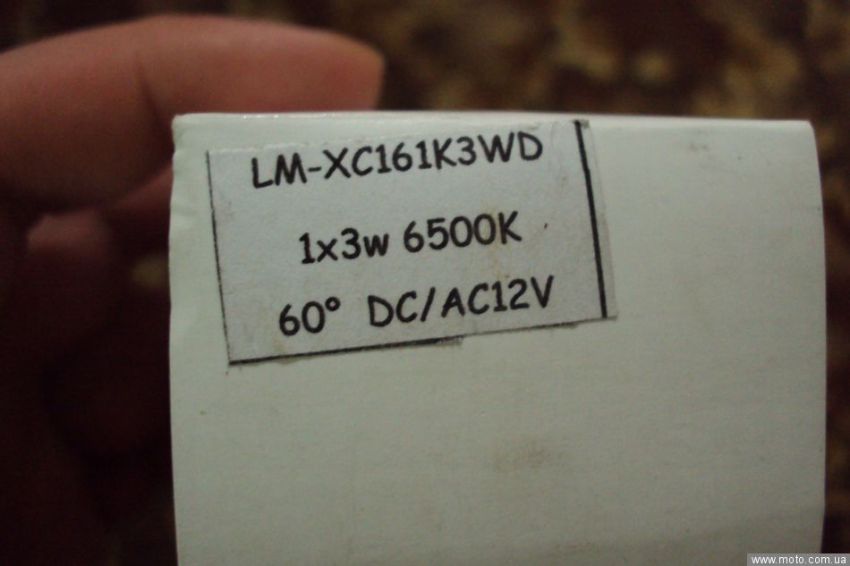 LM-XC161K3WD
1x3w 6500K
60° DC/AC12V
www.moto.com.ua